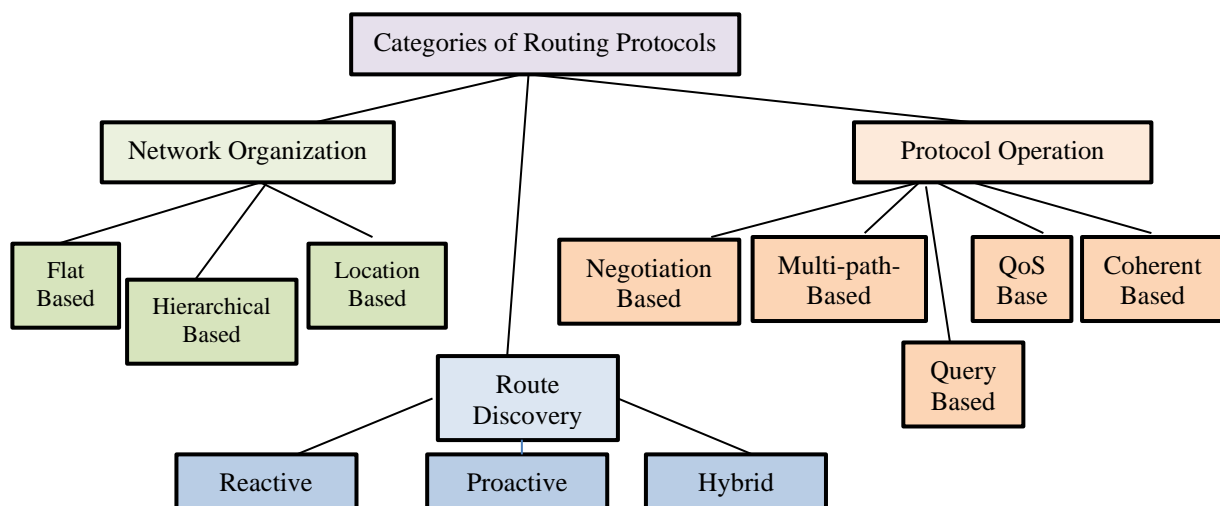 Categories of Routing Protocols
Network Organization
Protocol Operation
Flat
Based
Hierarchical
Based
Location
Based
Negotiation
Based
Multi-path-
Based
QoS
Base
Coherent
Based
Query
Based
Route
Discovery
Reactive
Proactive
Hybrid